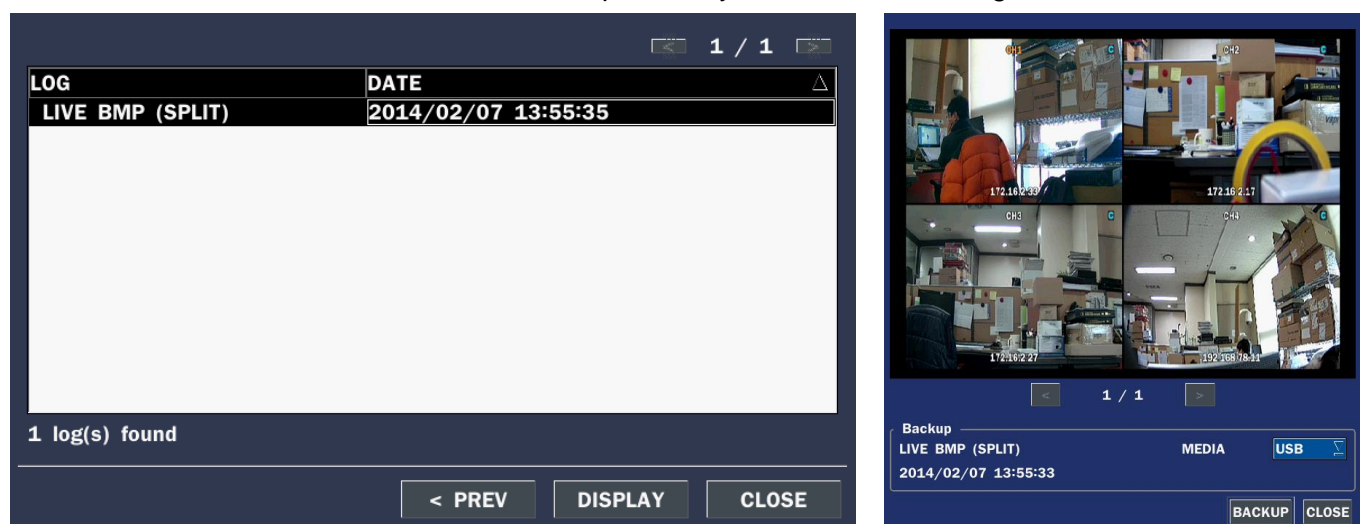 < 1 / 1 >
LOG DATE
LIVE BMP (SPLIT) 2014/02/07 13:55:35
1 log(s) found
< PREV DISPLAY CLOSE
CH1 C CH2 C
172.16.2.33 172.16.2.17
CH3 C CH4 C
172.16.2.27 192.168.78.11
< 1 / 1 >
Backup
LIVE BMP (SPLIT) MEDIA USB
2014/02/07 13:55:33
BACKUP CLOSE